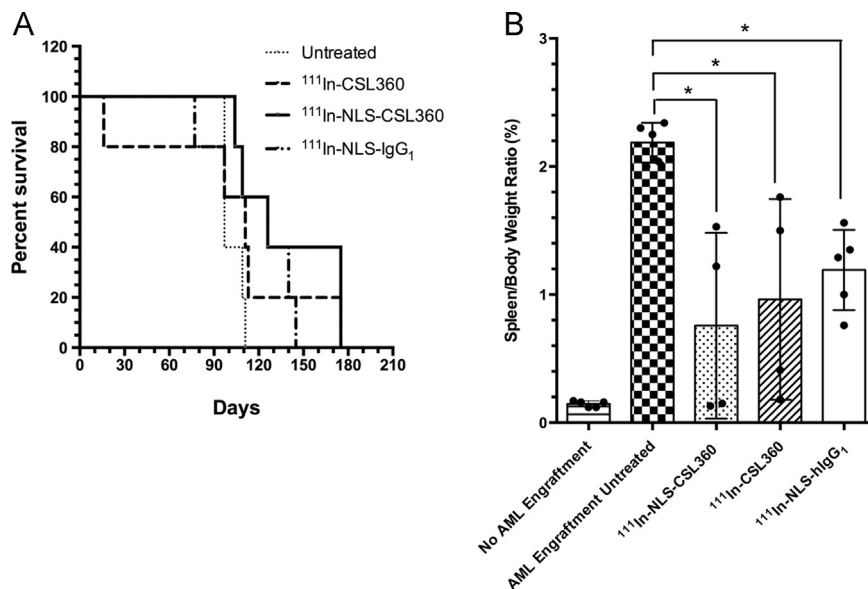 A
120
100
80
60
40
20
0
Percent survival
0 30 60 90 120 150 180 210
Days
Untreated
¹¹¹In-CSL360
¹¹¹In-NLS-CSL360
¹¹¹In-NLS-IgG₁
B
3
2
1
0
Spleen/Body Weight Ratio (%)
*
*
*
No AML Engraftment
AML Engraftment Untreated
¹¹¹In-NLS-CSL360
¹¹¹In-CSL360
¹¹¹In-NLS-hIgG₁